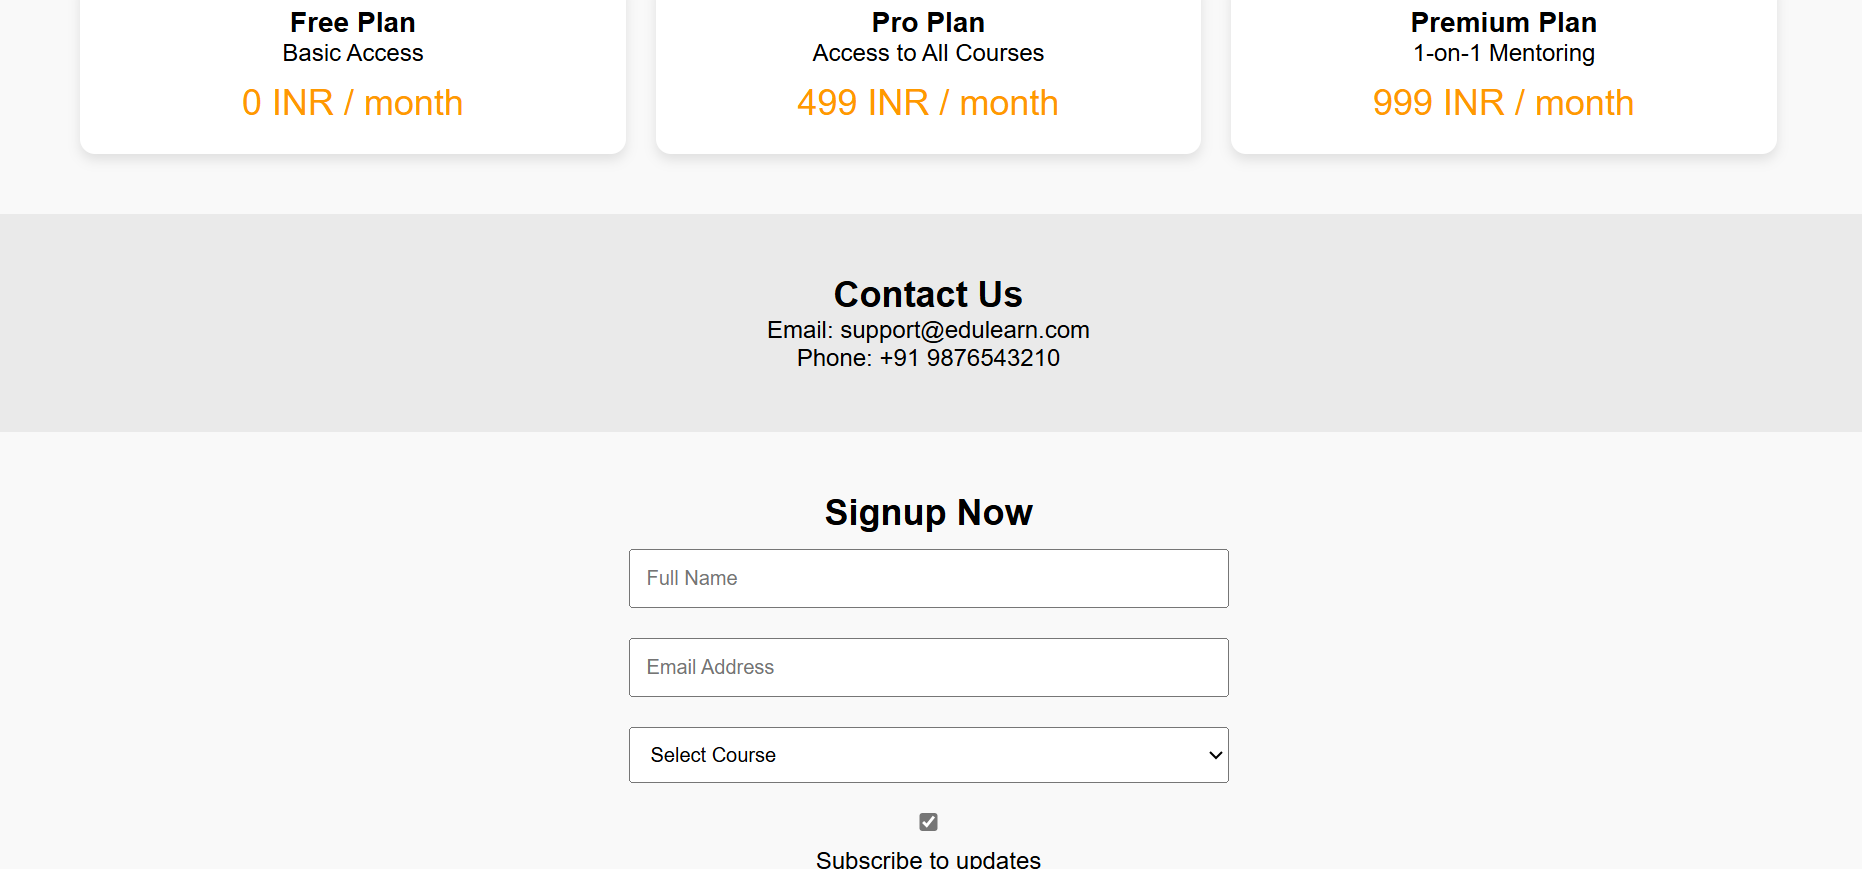 Free Plan
Basic Access
0 INR / month
Pro Plan
Access to All Courses
499 INR / month
Premium Plan
1-on-1 Mentoring
999 INR / month
Contact Us
Email: support@edulearn.com
Phone: +91 9876543210
Signup Now
Full Name
Email Address
Select Course
Subscribe to updates